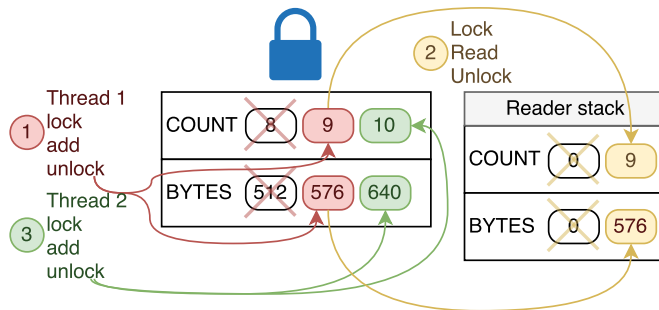 2
Lock
Read
Unlock
1
Thread 1
lock
add
unlock
COUNT 8 9 10
BYTES 512 576 640
3
Thread 2
lock
add
unlock
Reader stack
COUNT 0 9
BYTES 0 576